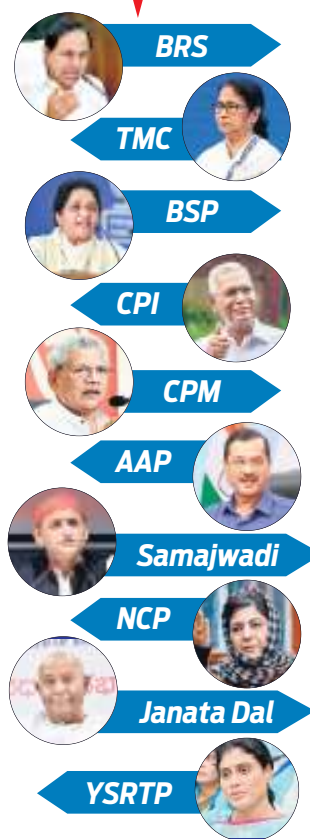 BRS
TMC
BSP
CPI
CPM
AAP
Samajwadi
NCP
Janata Dal
YSRTP